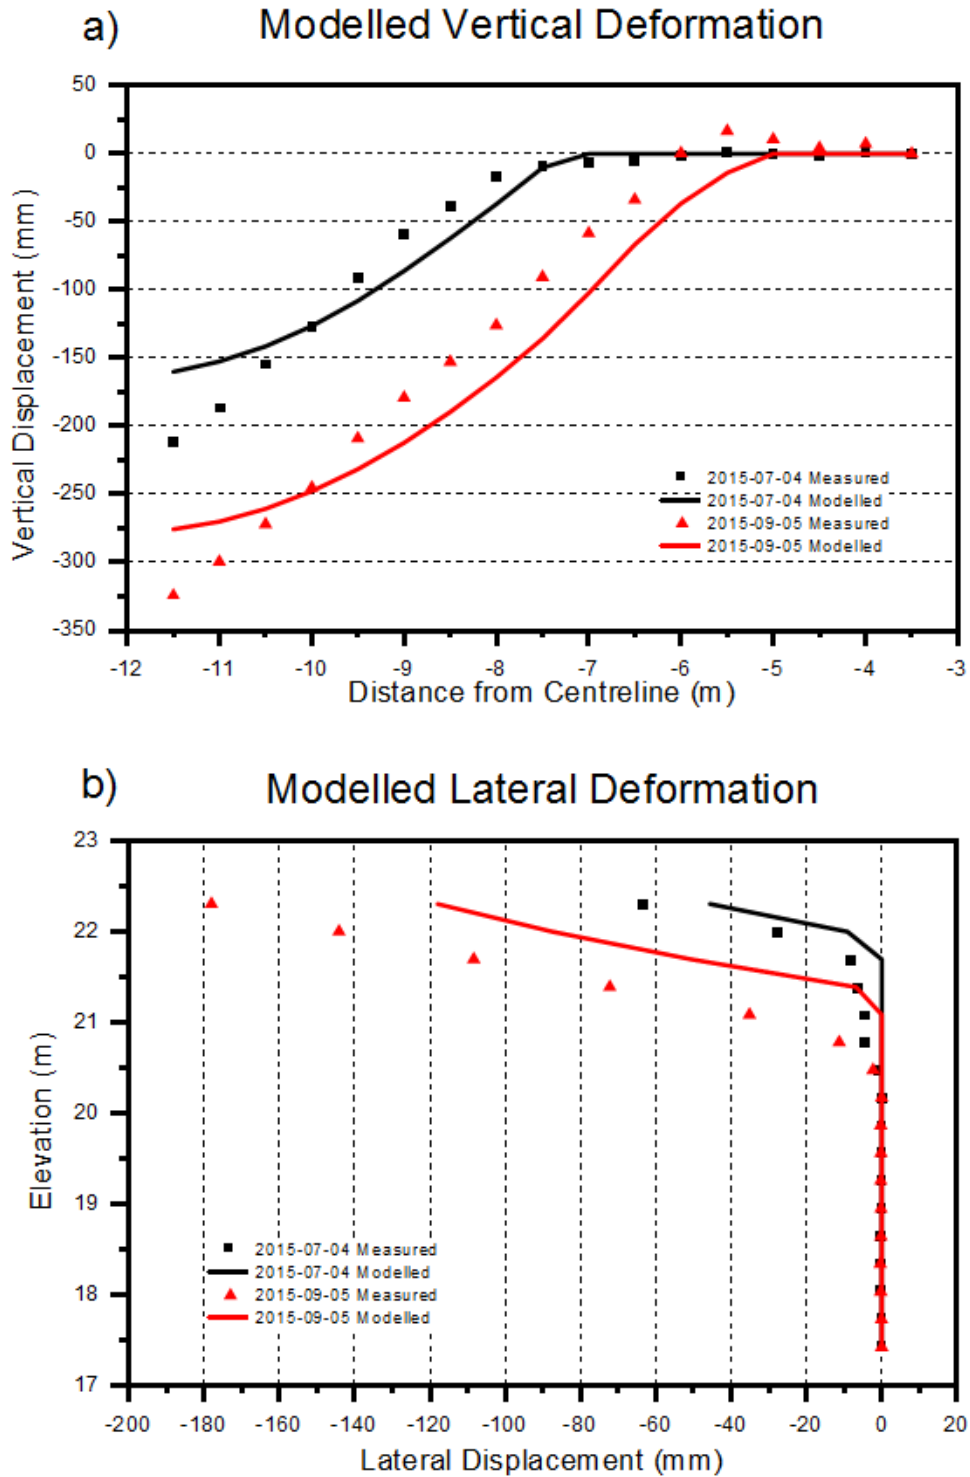 a) Modelled Vertical Deformation
50
0
-50
-100
-150
-200
-250
-300
-350
Vertical Displacement (mm)
2015-07-04 Measured
2015-07-04 Modelled
2015-09-05 Measured
2015-09-05 Modelled
-12 -11 -10 -9 -8 -7 -6 -5 -4 -3
Distance from Centreline (m)
b) Modelled Lateral Deformation
23
22
21
20
19
18
17
Elevation (m)
2015-07-04 Measured
2015-07-04 Modelled
2015-09-05 Measured
2015-09-05 Modelled
-200 -180 -160 -140 -120 -100 -80 -60 -40 -20 0 20
Lateral Displacement (mm)